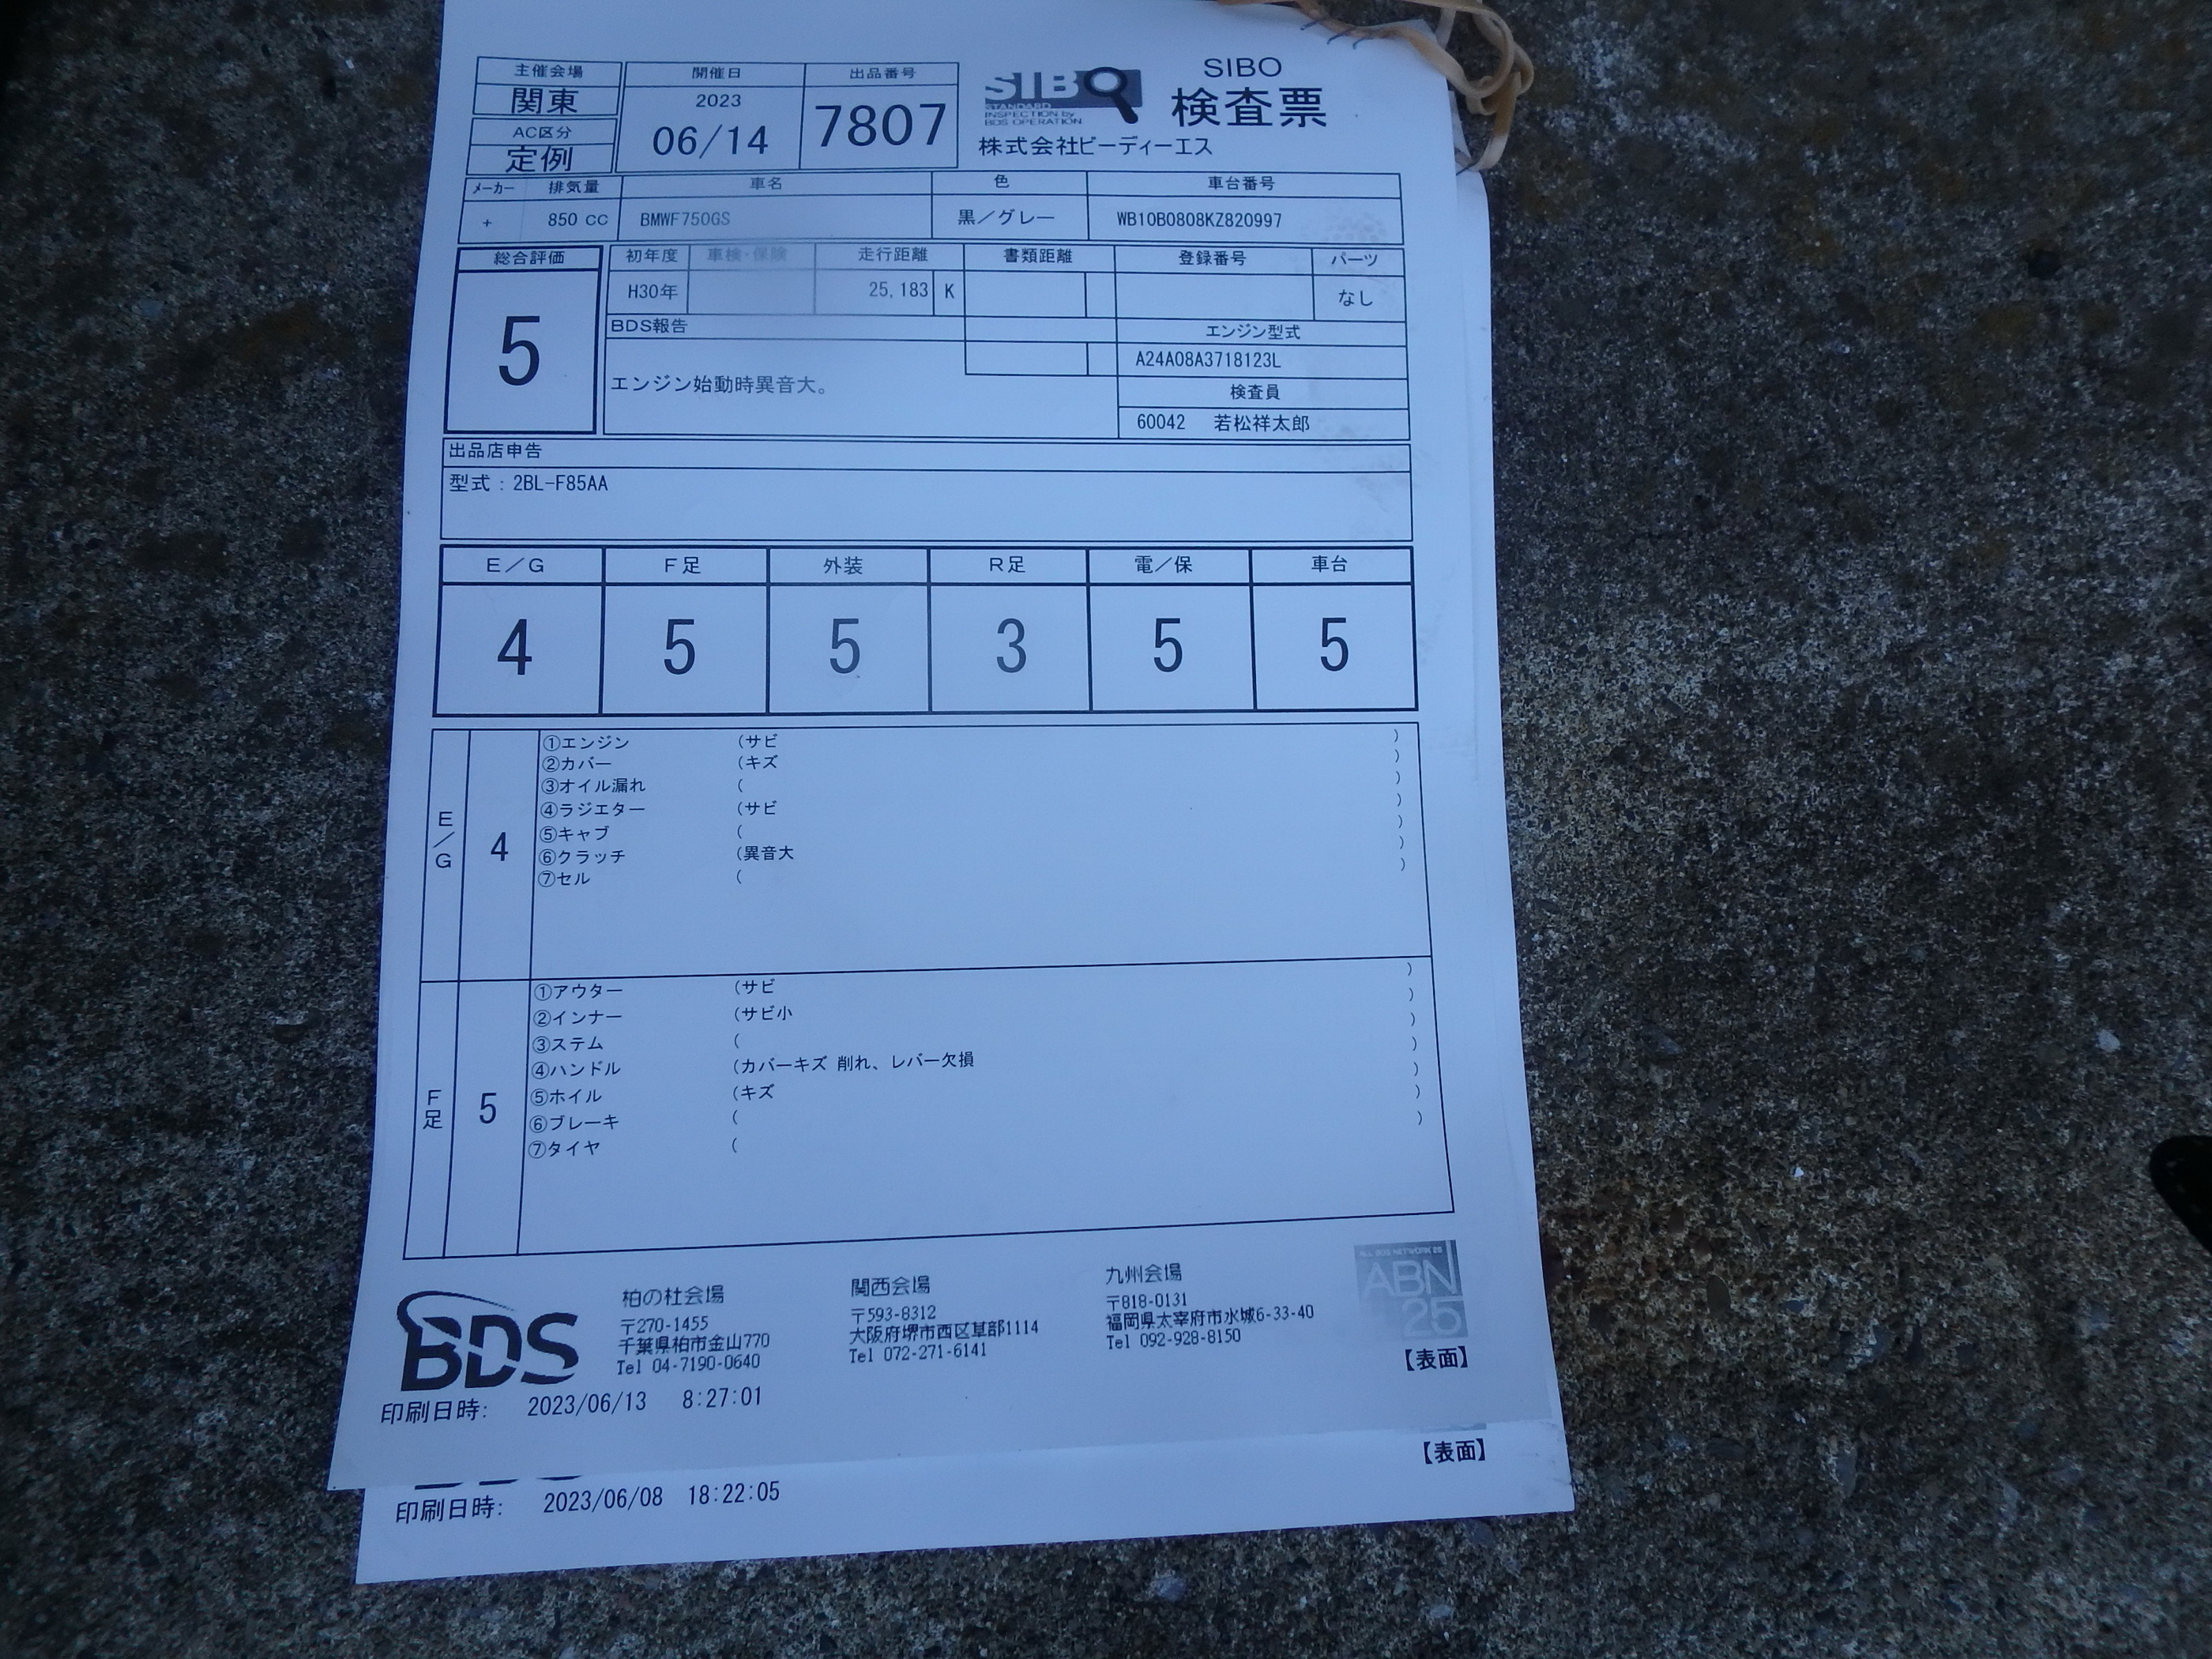 主催会場 開催日 出品番号
関東 2023 7807
AC区分 06/14
定例
SIBO
STANDARD
INSPECTION by
BDS OPERATION
SIBO
検査票
株式会社ビーディーエス
メーカー 排気量 車名 色 車台番号
+ 850 CC BMWF750GS 黒／グレー WB10B0808KZ820997
総合評価 初年度 車検・保険 走行距離 書類距離 登録番号 パーツ
5 H30年 25,183 K なし
BDS報告 エンジン型式
A24A08A3718123L
エンジン始動時異音大。
検査員
60042 若松祥太郎
出品店申告
型式：2BL-F85AA
E／G F足 外装 R足 電／保 車台
4 5 5 3 5 5
E／G 4
①エンジン (サビ )
②カバー (キズ )
③オイル漏れ ( )
④ラジエター (サビ )
⑤キャブ ( )
⑥クラッチ (異音大 )
⑦セル ( )
F足 5
①アウター (サビ )
②インナー (サビ小 )
③ステム ( )
④ハンドル (カバーキズ 削れ、レバー欠損 )
⑤ホイル (キズ )
⑥ブレーキ ( )
⑦タイヤ ( )
BDS
柏の杜会場
〒270-1455
千葉県柏市金山770
Tel 04-7190-0640
関西会場
〒593-8312
大阪府堺市西区草部1114
Tel 072-271-6141
九州会場
〒818-0131
福岡県太宰府市水城6-33-40
Tel 092-928-8150
ALL BDS NETWORK 25
ABN
25
【表面】
印刷日時: 2023/06/13 8:27:01
【表面】
印刷日時: 2023/06/08 18:22:05